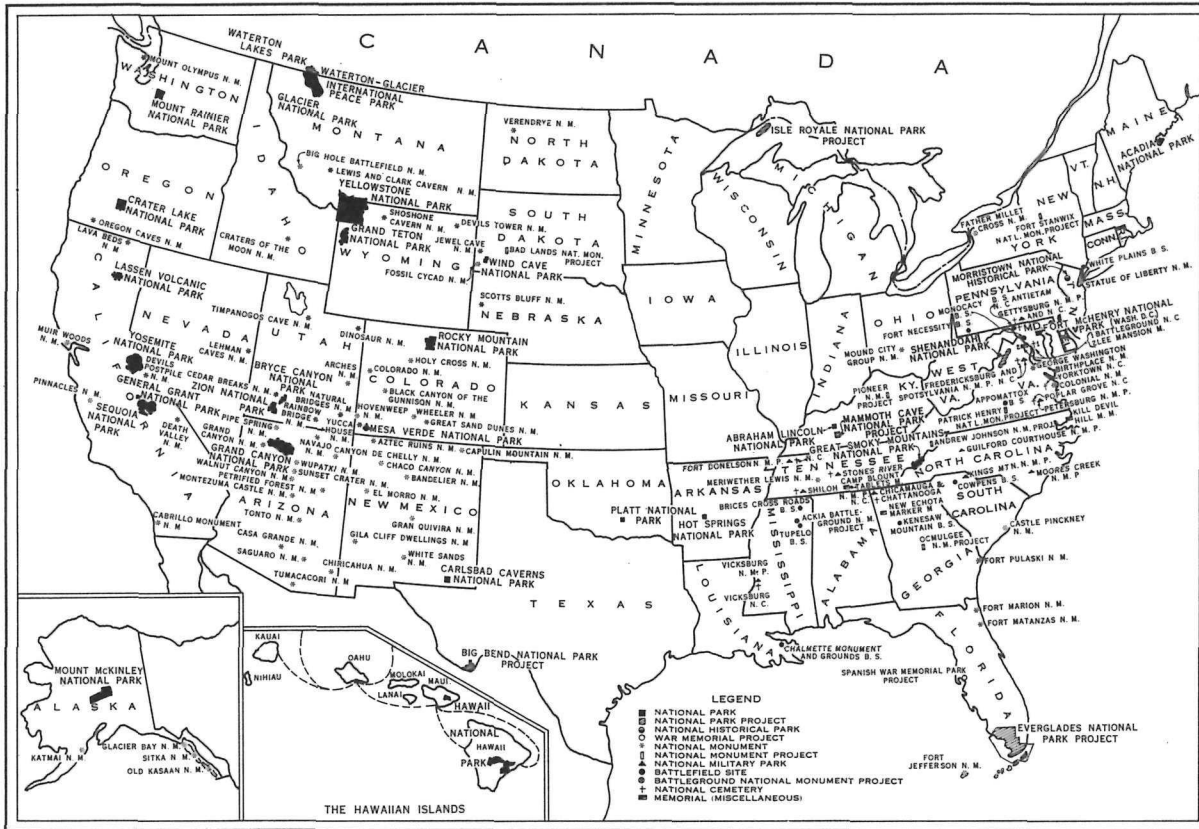 C A N A D A
WATERTON
LAKES PARK
WATERTON-GLACIER
INTERNATIONAL
PEACE PARK
MOUNT OLYMPUS N. M.
WASHINGTON
MOUNT RAINIER
NATIONAL PARK
GLACIER
NATIONAL PARK
MONTANA
BIG HOLE BATTLEFIELD N. M.
LEWIS AND CLARK CAVERN N. M.
YELLOWSTONE
NATIONAL PARK
IDAHO
OREGON
CRATER LAKE
NATIONAL PARK
OREGON CAVES N. M.
LAVA BEDS
N M
CRATERS OF THE
MOON N. M.
SHOSHONE
CAVERN N. M.
GRAND TETON
NATIONAL PARK
WYOMING
DEVILS TOWER N. M.
JEWEL CAVE
N M
FOSSIL CYCAD N. M.
VERENDRYE N. M.
NORTH
DAKOTA
SOUTH
DAKOTA
BAD LANDS NAT. MON.
PROJECT
WIND CAVE
NATIONAL PARK
SCOTTS BLUFF N. M.
NEBRASKA
MINNESOTA
WISCONSIN
MICHIGAN
ISLE ROYALE NATIONAL PARK
PROJECT
IOWA
ILLINOIS
INDIANA
OHIO
MISSOURI
KANSAS
OKLAHOMA
ARKANSAS
TEXAS
LOUISIANA
LASSEN VOLCANIC
NATIONAL PARK
CALIFORNIA
NEVADA
UTAH
LEHMAN
CAVES N. M.
TIMPANOGOS CAVE N. M.
DINOSAUR N. M.
MUIR WOODS
N. M.
YOSEMITE
NATIONAL PARK
DEVILS
POSTPILE
N. M.
GENERAL GRANT
NATIONAL PARK
PINNACLES N. M.
SEQUOIA
NATIONAL
PARK
DEATH
VALLEY
N. M.
CEDAR BREAKS N. M.
ZION
NATIONAL
PARK
BRYCE CANYON
NATIONAL
PARK
ARCHES
N. M.
NATURAL
BRIDGES N. M.
RAINBOW
BRIDGE
N. M.
PIPE SPRING
N. M.
YUCCA
HOUSE
N. M.
HOVENWEEP
N. M.
ROCKY MOUNTAIN
NATIONAL PARK
HOLY CROSS N. M.
COLORADO N. M.
COLORADO
BLACK CANYON OF THE
GUNNISON N. M.
WHEELER N. M.
GREAT SAND DUNES N. M.
MESA VERDE NATIONAL PARK
AZTEC RUINS N. M.
CAPULIN MOUNTAIN N. M.
GRAND
CANYON N. M.
GRAND CANYON
NATIONAL PARK
NAVAJO
N. M.
CANYON DE CHELLY N. M.
CHACO CANYON N. M.
BANDELIER N. M.
WUPATKI N. M.
SUNSET CRATER N. M.
WALNUT CANYON N. M.
PETRIFIED FOREST N. M.
MONTEZUMA CASTLE N. M.
EL MORRO N. M.
ARIZONA
NEW MEXICO
TONTO N. M.
GRAN QUIVIRA N. M.
GILA CLIFF DWELLINGS N. M.
CABRILLO MONUMENT
N M
CASA GRANDE N. M.
SAGUARO N. M.
CHIRICAHUA N. M.
TUMACACORI N. M.
WHITE SANDS
N. M.
CARLSBAD CAVERNS
NATIONAL PARK
BIG BEND NATIONAL PARK
PROJECT
PLATT NATIONAL
PARK
HOT SPRINGS
NATIONAL PARK
MAINE
ACADIA
NATIONAL PARK
VT.
N.H.
MASS.
CONN.
NEW
YORK
FATHER MILLET
CROSS N. M.
FORT STANWIX
NAT'L MON. PROJECT
WHITE PLAINS B. S.
STATUE OF LIBERTY N. M.
MORRISTOWN NATIONAL
HISTORICAL PARK
PENNSYLVANIA
MONOCACY
B. S.
ANTIETAM
GETTYSBURG N. M. P.
AND N. C.
FORT NECESSITY
B S
MD.
FORT McHENRY NATIONAL
PARK (WASH. D.C.)
BATTLEGROUND N. C.
LEE MANSION M.
MOUND CITY
GROUP N. M.
SHENANDOAH
NATIONAL PARK
GEORGE WASHINGTON
BIRTHPLACE N. M.
YORKTOWN N. C.
COLONIAL N. M.
POPLAR GROVE N. C.
PIONEER
N. M.
PROJECT
KY.
WEST
VA.
FREDERICKSBURG AND
SPOTSYLVANIA N. M. P. N. C.
VA.
APPOMATTOX
PATRICK HENRY
NAT'L MON. PROJECT
PETERSBURG N. M. P.
KILL DEVIL
HILL M.
ABRAHAM LINCOLN
NATIONAL PARK
MAMMOTH CAVE
NATIONAL PARK
PROJECT
GREAT SMOKY MOUNTAINS
NATIONAL PARK
ANDREW JOHNSON N. M. PROJ.
GUILFORD COURTHOUSE N. M. P.
FORT DONELSON N. M. P.
N. C.
TENNESSEE
NORTH CAROLINA
MERIWETHER LEWIS N. M.
STONES RIVER
CAMP BLOUNT
TABLETS M.
SHILOH
KINGS MTN. N. M. P.
MOORES CREEK
N. M. P
COWPENS B. S.
CHICAMAUGA &
CHATTANOOGA
NEW ECHOTA
MARKER M
KENESAW
MOUNTAIN B. S.
SOUTH
CAROLINA
BRICES CROSS ROADS
B. S.
ACKIA BATTLE-
GROUND N. M.
PROJECT
TUPELO
B. S.
OCMULGEE
N. M. PROJECT
CASTLE PINCKNEY
N. M.
MISSISSIPPI
ALABAMA
GEORGIA
FORT PULASKI N. M.
VICKSBURG
N. M. P.
VICKSBURG
N. C.
FORT MARION N. M.
FORT MATANZAS N. M.
FLORIDA
CHALMETTE MONUMENT
AND GROUNDS B. S.
SPANISH WAR MEMORIAL PARK
PROJECT
EVERGLADES NATIONAL
PARK PROJECT
FORT
JEFFERSON N. M.
MOUNT McKINLEY
NATIONAL PARK
ALASKA
GLACIER BAY N. M.
KATMAI N. M.
SITKA N. M.
OLD KASAAN N. M.
KAUAI
NIHIAU
OAHU
MOLOKAI
LANAI
MAUI
HAWAII
NATIONAL
HAWAII
PARK
THE HAWAIIAN ISLANDS
LEGEND
NATIONAL PARK
NATIONAL PARK PROJECT
NATIONAL HISTORICAL PARK
WAR MEMORIAL PROJECT
NATIONAL MONUMENT
NATIONAL MONUMENT PROJECT
NATIONAL MILITARY PARK
BATTLEFIELD SITE
BATTLEGROUND NATIONAL MONUMENT PROJECT
NATIONAL CEMETERY
MEMORIAL (MISCELLANEOUS)